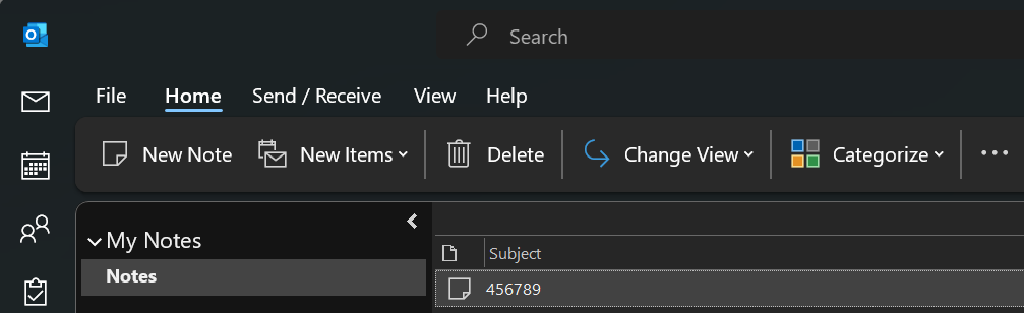 Search
File Home Send / Receive View Help
New Note New Items Delete Change View Categorize ...
My Notes
Subject
Notes
456789